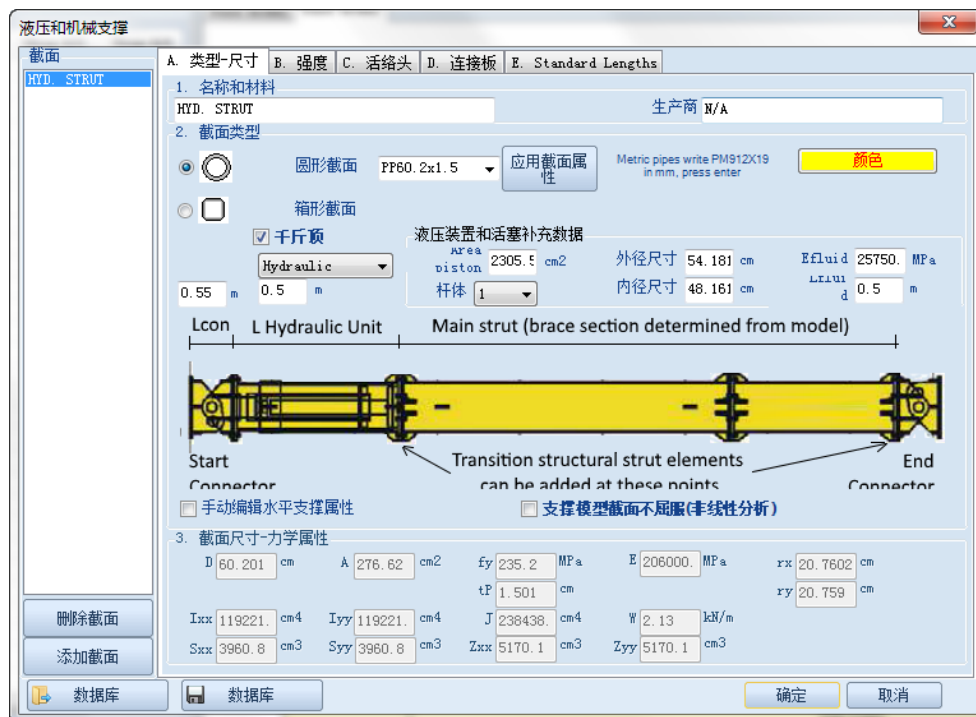 液压和机械支撑
截面
HYD. STRUT
A. 类型-尺寸 B. 强度 C. 活络头 D. 连接板 E. Standard Lengths
1. 名称和材料
HYD. STRUT 生产商 N/A
2. 截面类型
圆形截面 PP60.2x1.5 应用截面属性 Metric pipes write PM912X19 in mm, press enter 颜色
箱形截面
千斤顶 液压装置和活塞补充数据
Hydraulic Area piston 2305.5 cm2 外径尺寸 54.181 cm Efluid 25750. MPa
0.55 m 0.5 m 杆体 1 内径尺寸 48.161 cm 0.5 m
Lcon L Hydraulic Unit Main strut (brace section determined from model)
Start Connector Transition structural strut elements can be added at these points End Connector
手动编辑水平支撑属性 支撑模型截面不屈服(非线性分析)
3. 截面尺寸-力学属性
D 60.201 cm A 276.62 cm2 fy 235.2 MPa E 206000. MPa rx 20.7602 cm
tP 1.501 cm ry 20.759 cm
Ixx 119221. cm4 Iyy 119221. cm4 J 238438. cm4 W 2.13 kN/m
Sxx 3960.8 cm3 Syy 3960.8 cm3 Zxx 5170.1 cm3 Zyy 5170.1 cm3
删除截面
添加截面
数据库 数据库 确定 取消